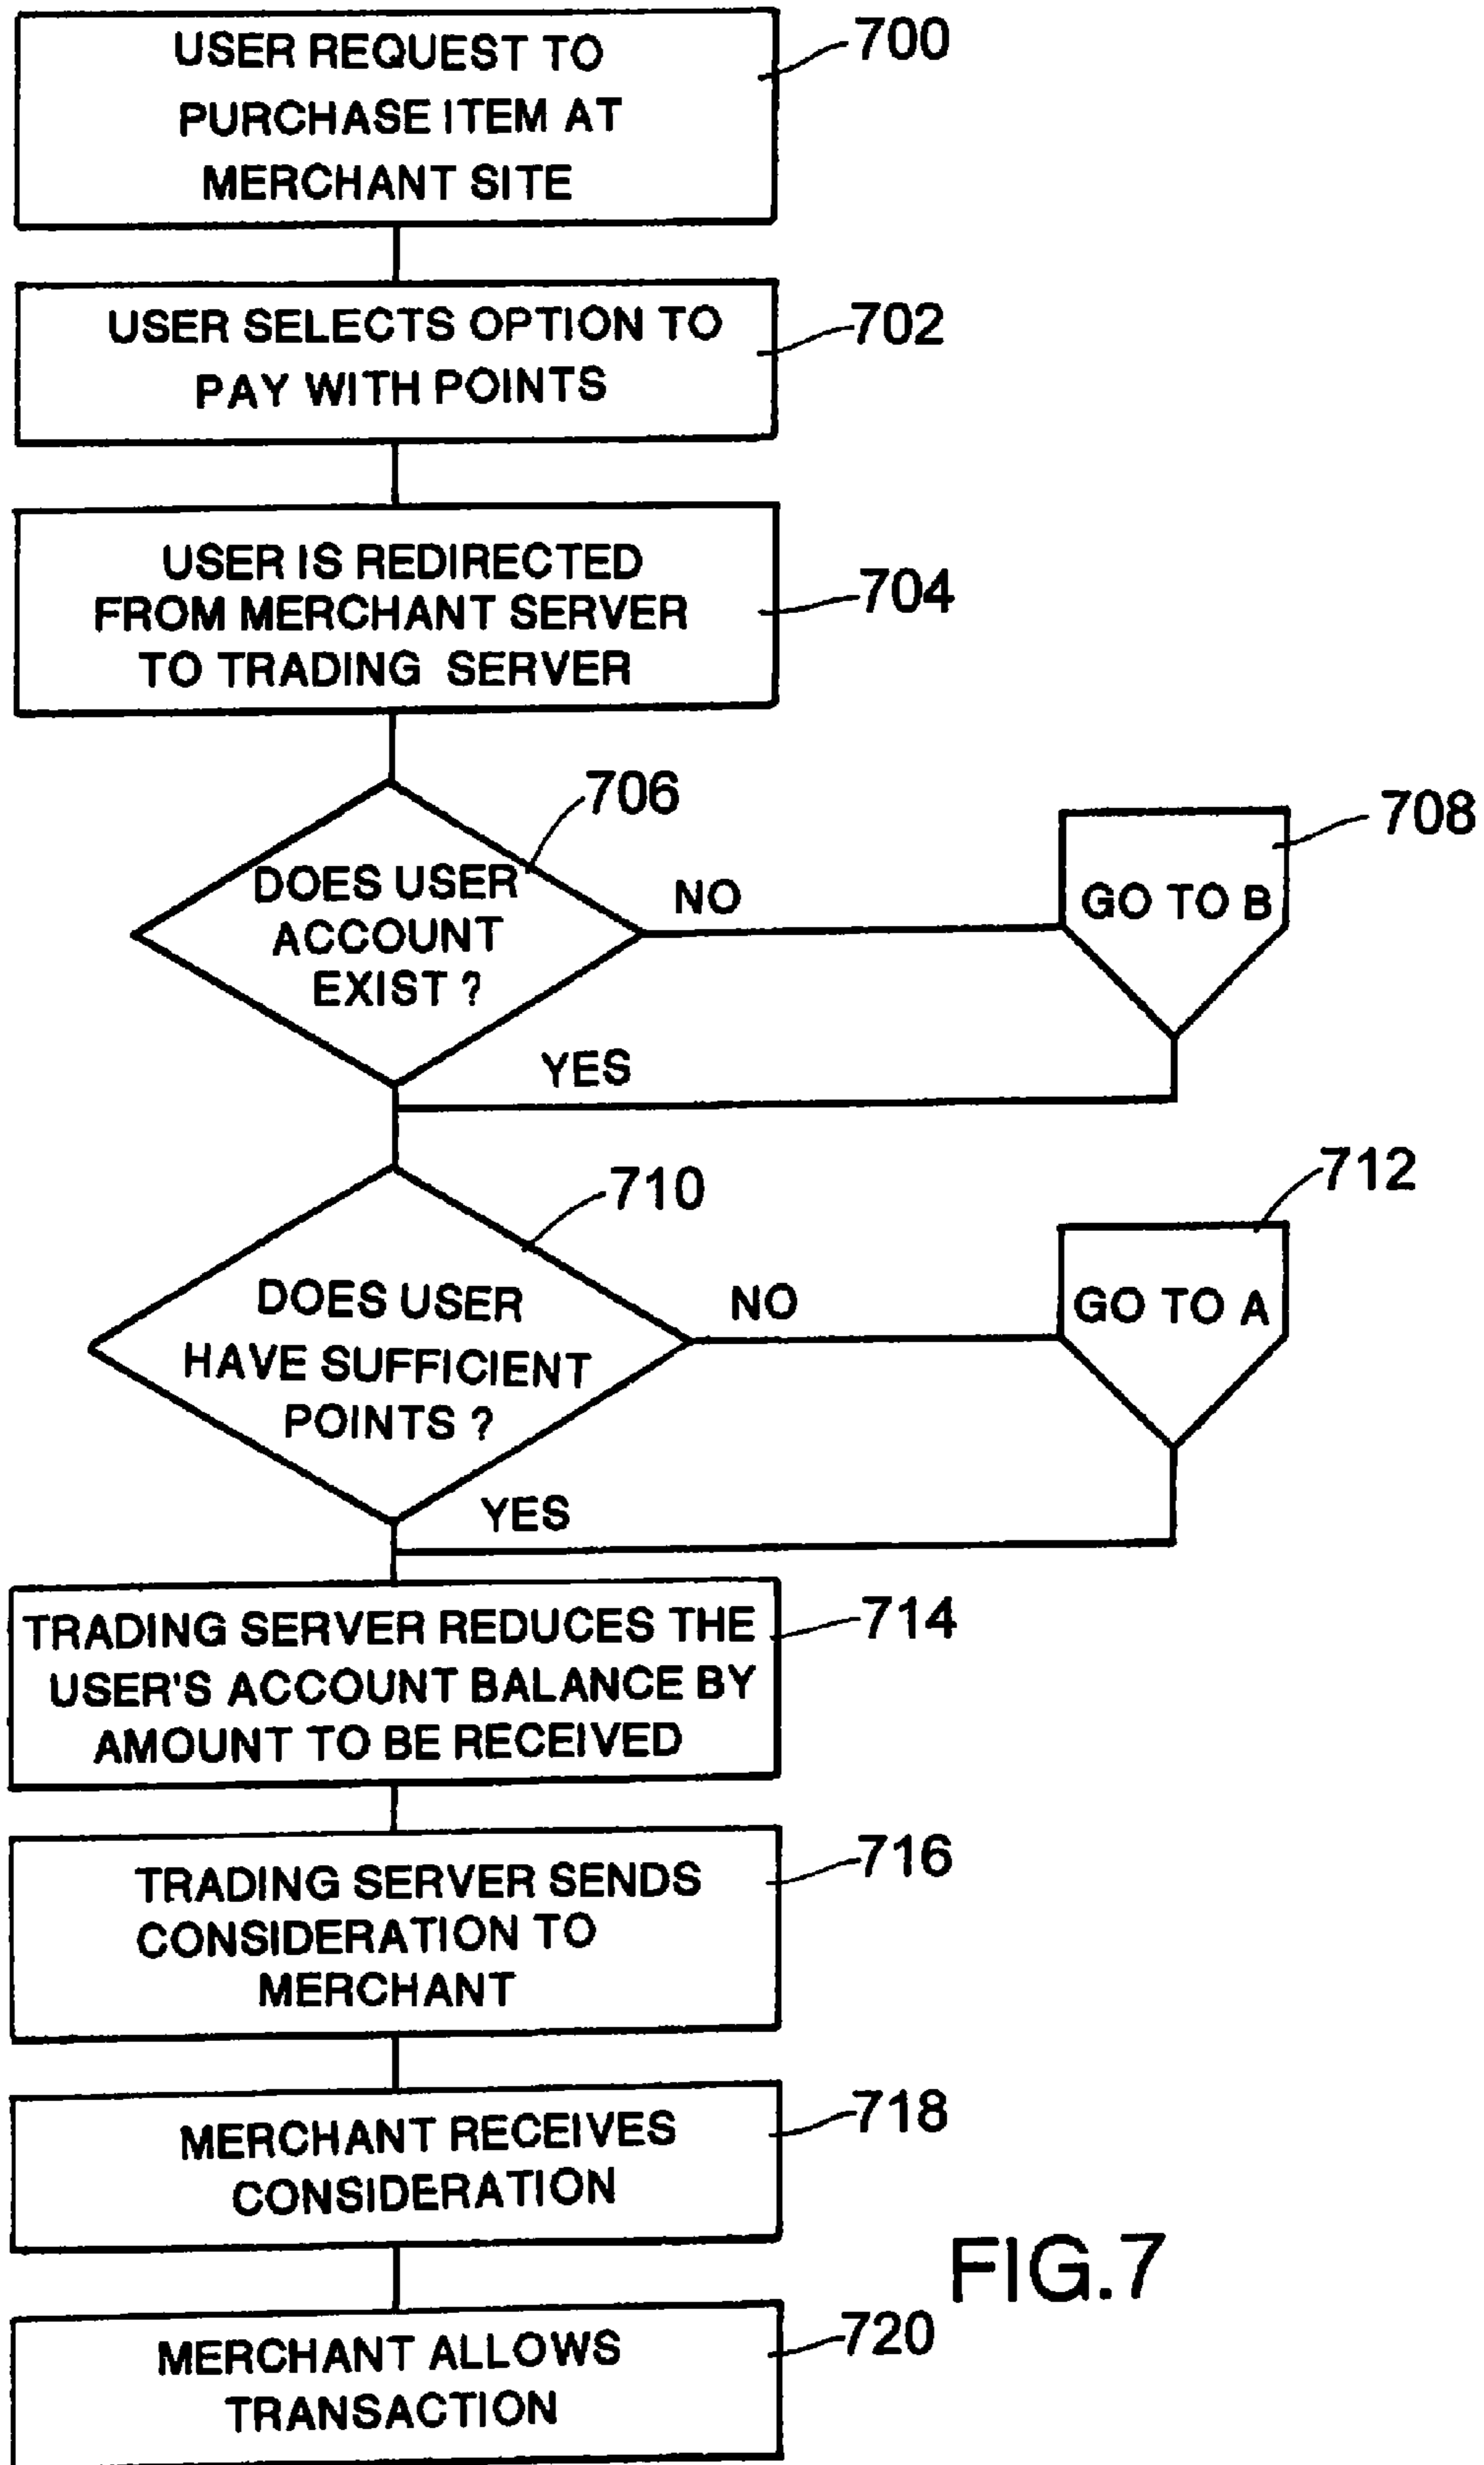 USER REQUEST TO
PURCHASE ITEM AT
MERCHANT SITE
700
USER SELECTS OPTION TO
PAY WITH POINTS
702
USER IS REDIRECTED
FROM MERCHANT SERVER
TO TRADING SERVER
704
706
DOES USER
ACCOUNT
EXIST ?
NO
708
GO TO B
YES
710
DOES USER
HAVE SUFFICIENT
POINTS ?
NO
712
GO TO A
YES
TRADING SERVER REDUCES THE
USER'S ACCOUNT BALANCE BY
AMOUNT TO BE RECEIVED
714
TRADING SERVER SENDS
CONSIDERATION TO
MERCHANT
716
MERCHANT RECEIVES
CONSIDERATION
718
FIG.7
MERCHANT ALLOWS
TRANSACTION
720